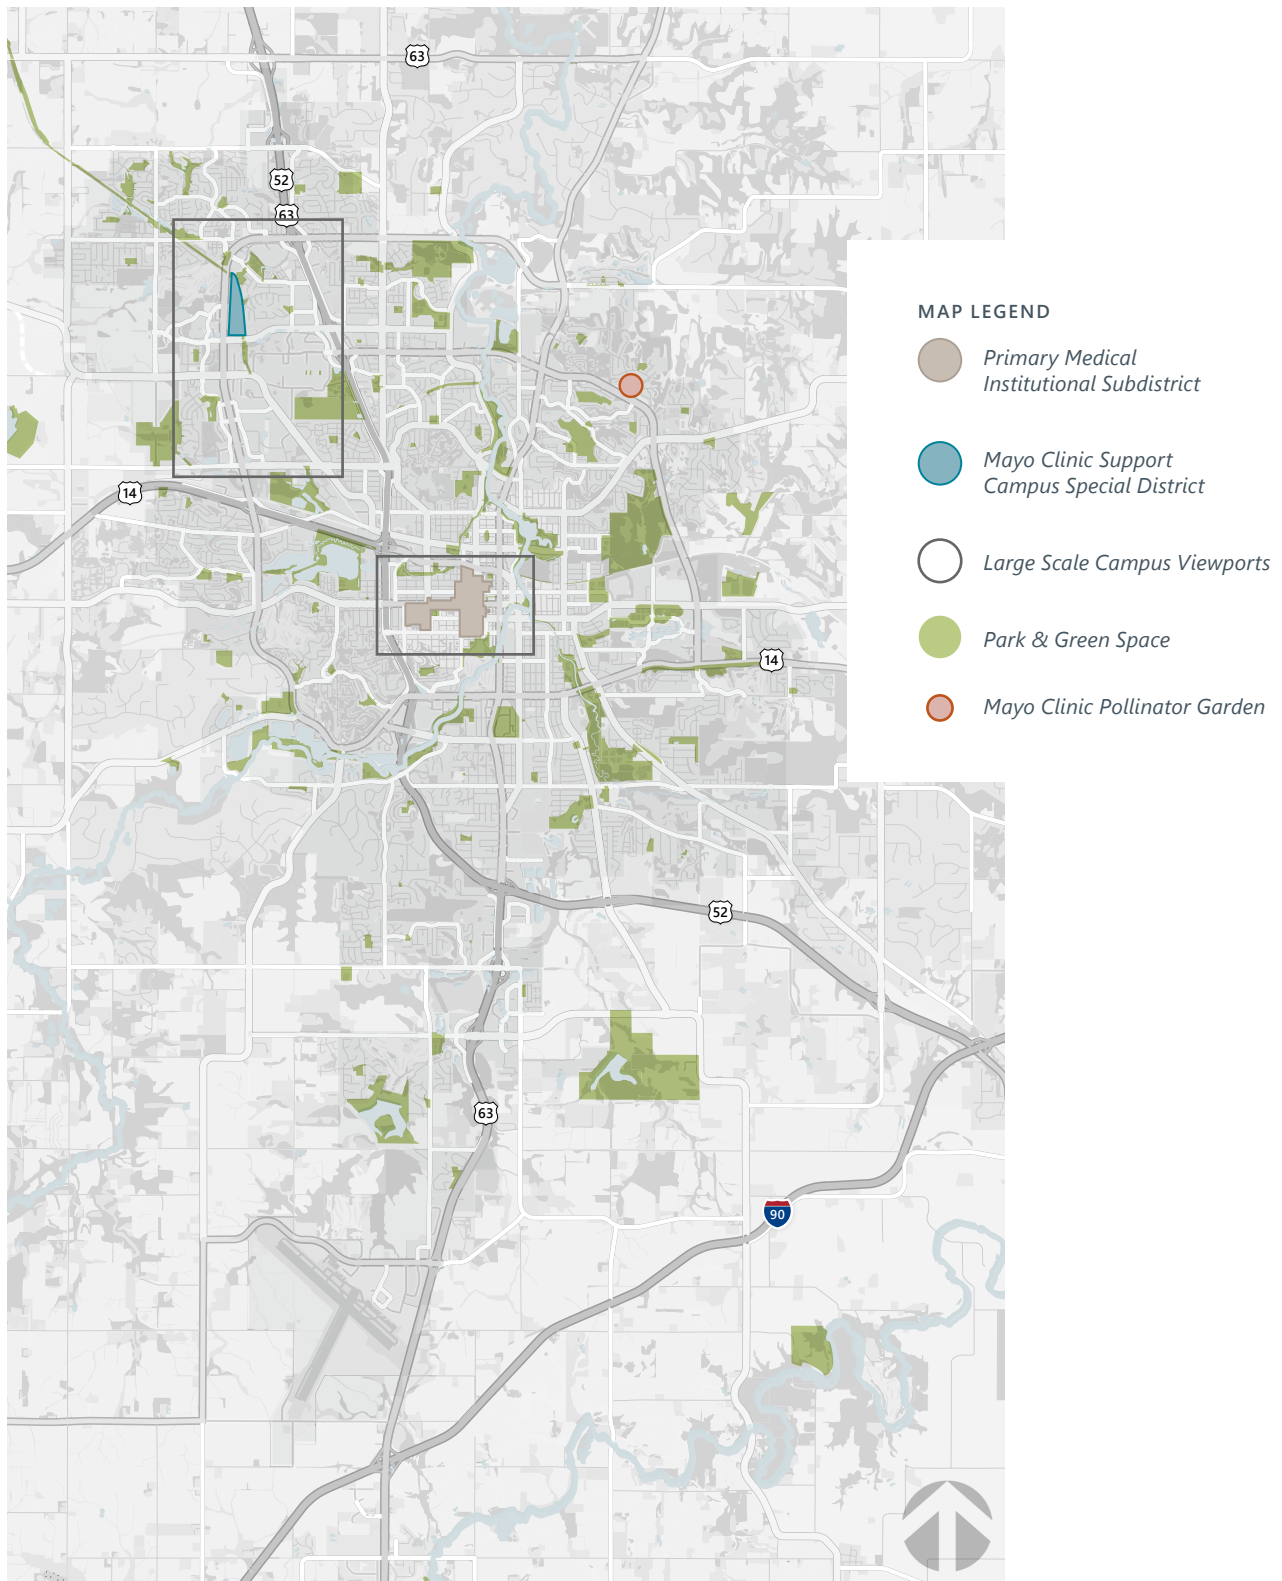 63
52
63
MAP LEGEND
Primary Medical
Institutional Subdistrict
Mayo Clinic Support
Campus Special District
14
Large Scale Campus Viewports
Park & Green Space
14
Mayo Clinic Pollinator Garden
52
63
90